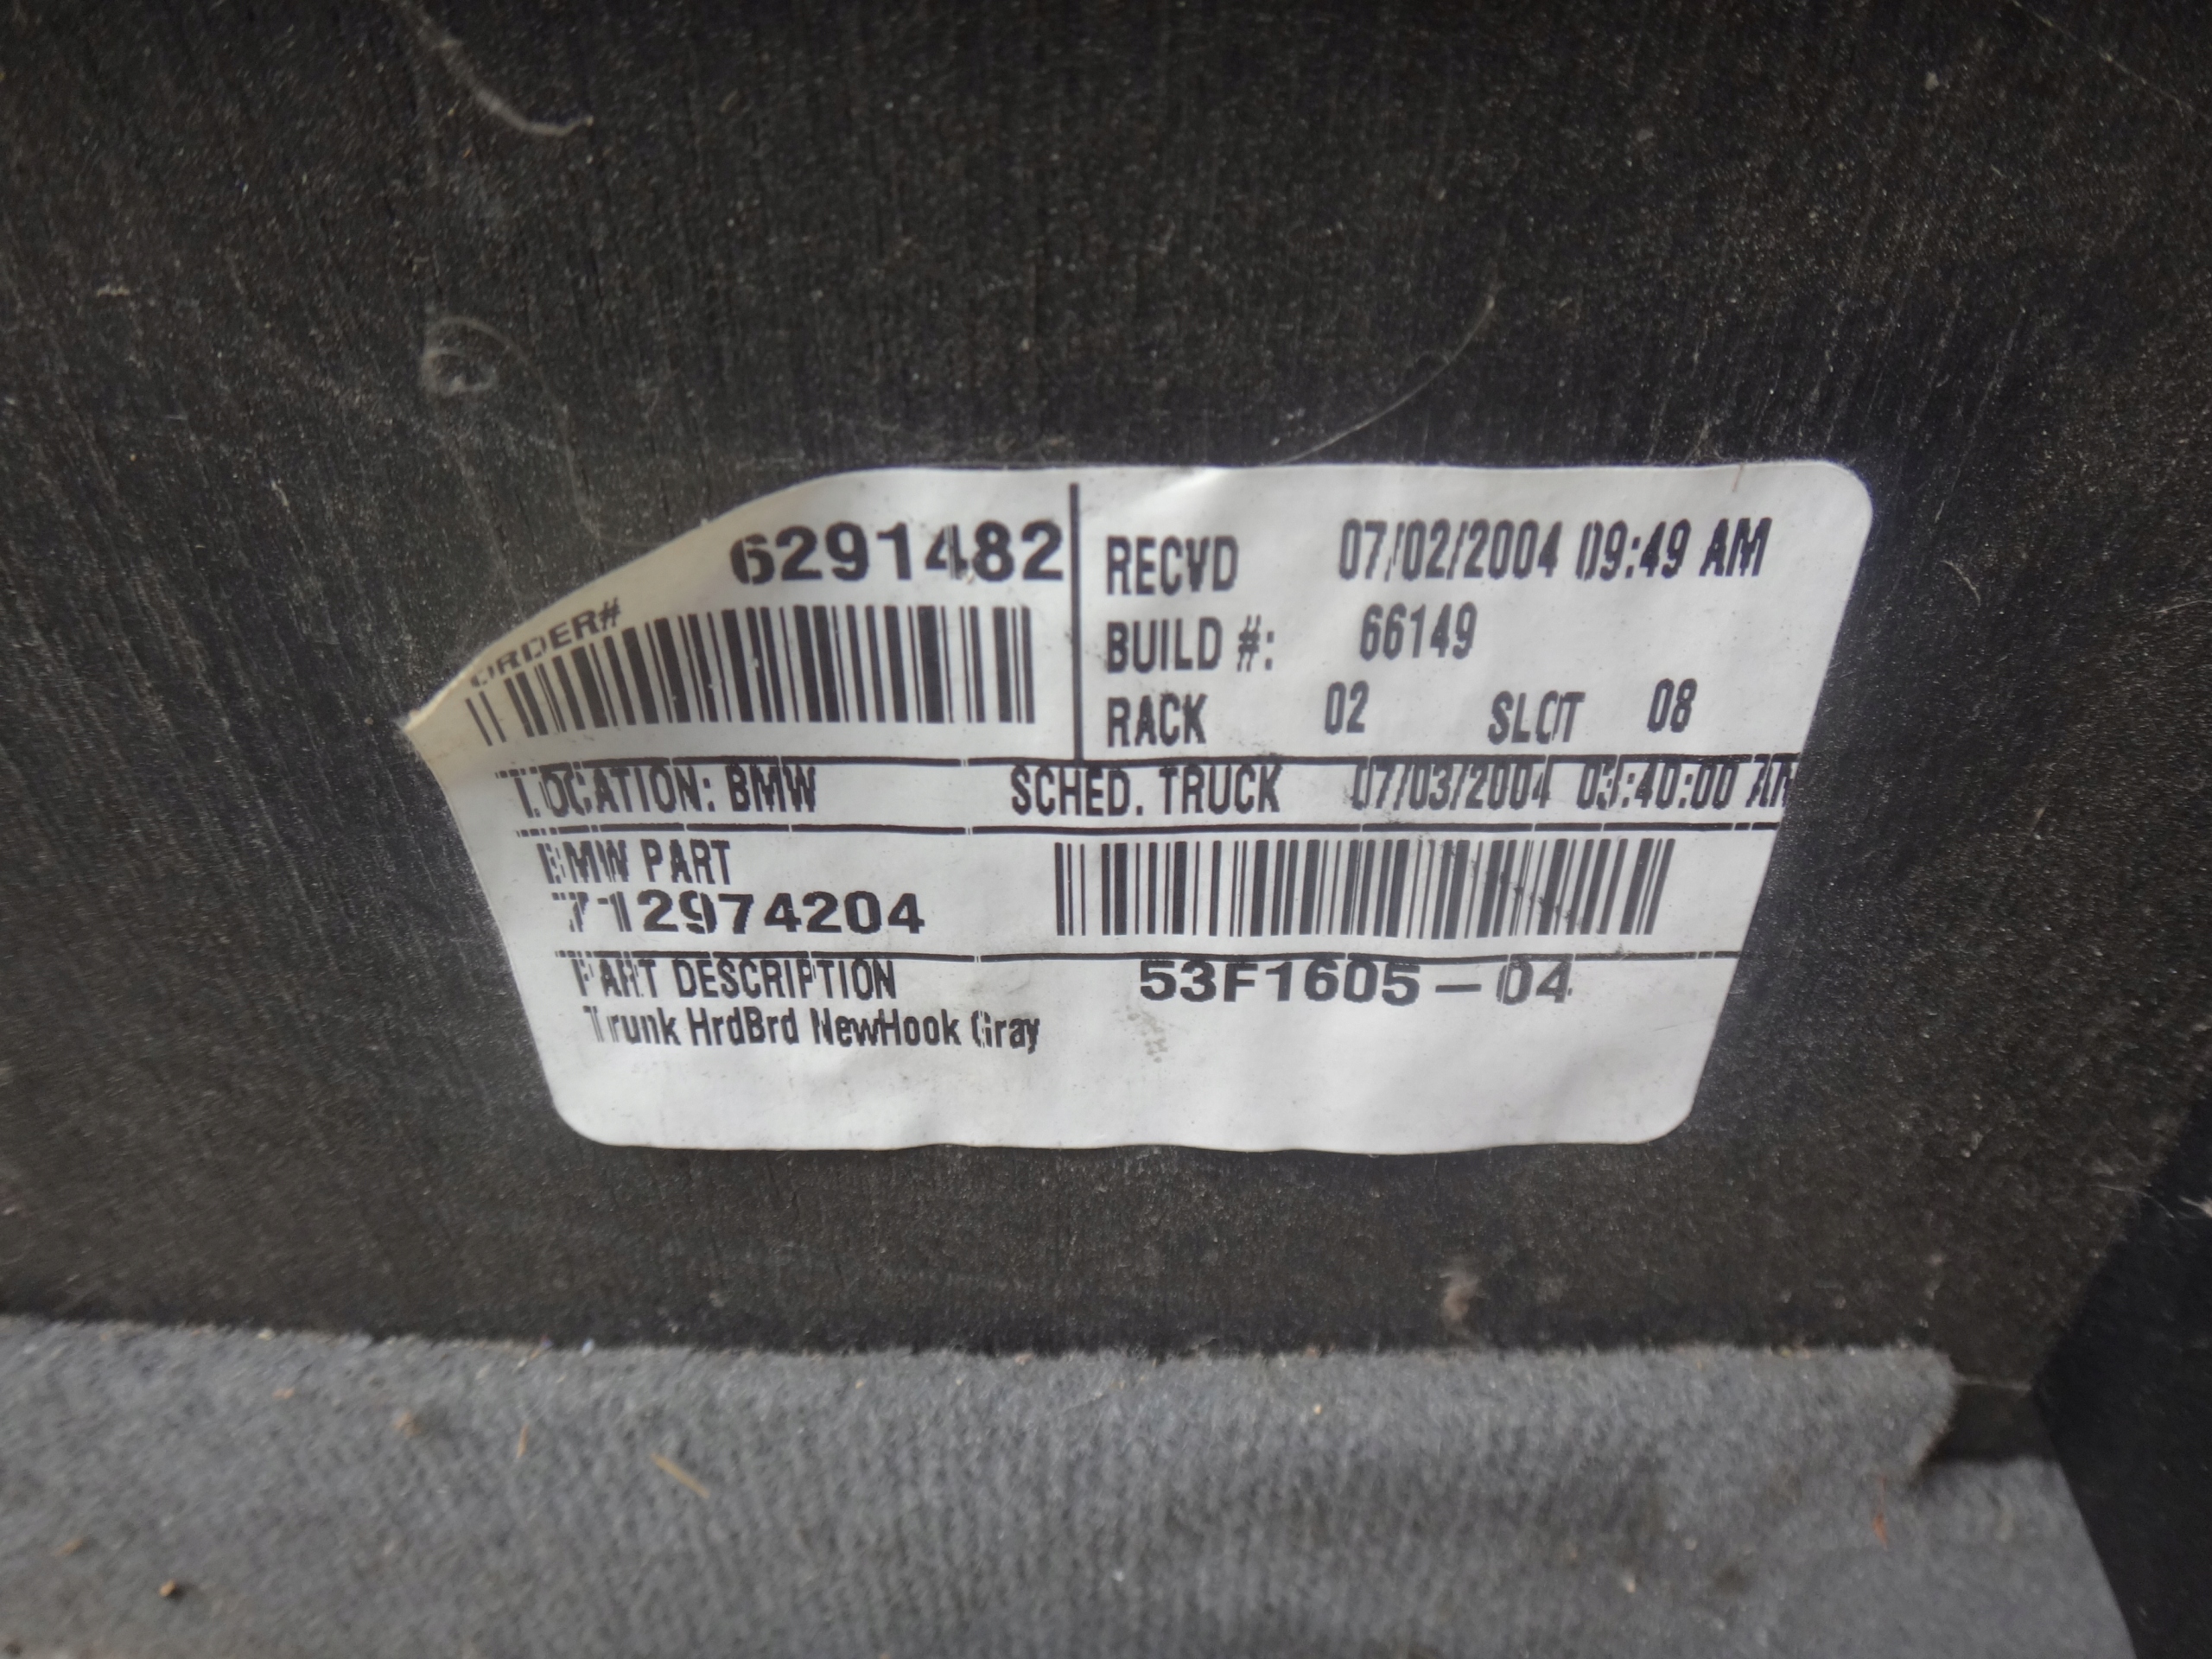 6291482
ORDER#
RECVD 07/02/2004 09:49 AM
BUILD #: 66149
RACK 02 SLOT 08
LOCATION: BMW SCHED. TRUCK 07/03/2004 03:40:00 AM
BMW PART
712974204
PART DESCRIPTION 53F1605-04
Trunk HrdBrd NewHook Gray